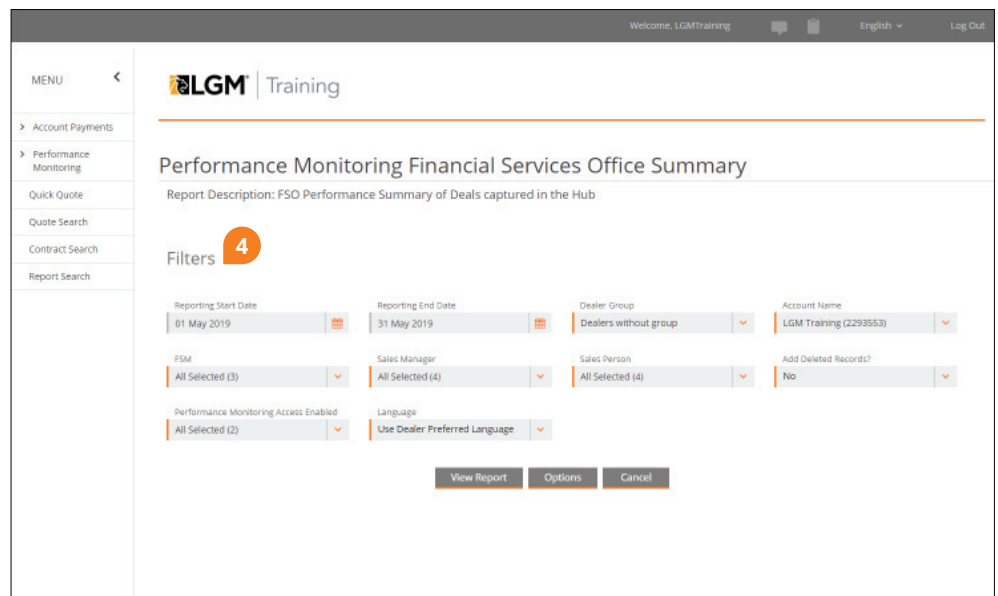 Welcome, LGMTraining English Log Out
MENU
LGM Training
Account Payments
Performance
Monitoring
Quick Quote
Quote Search
Contract Search
Report Search
Performance Monitoring Financial Services Office Summary
Report Description: FSO Performance Summary of Deals captured in the Hub
Filters 4
Reporting Start Date Reporting End Date Dealer Group Account Name
01 May 2019 31 May 2019 Dealers without group LGM Training (2293553)
FSM Sales Manager Sales Person Add Deleted Records?
All Selected (3) All Selected (4) All Selected (4) No
Performance Monitoring Access Enabled Language
All Selected (2) Use Dealer Preferred Language
View Report Options Cancel